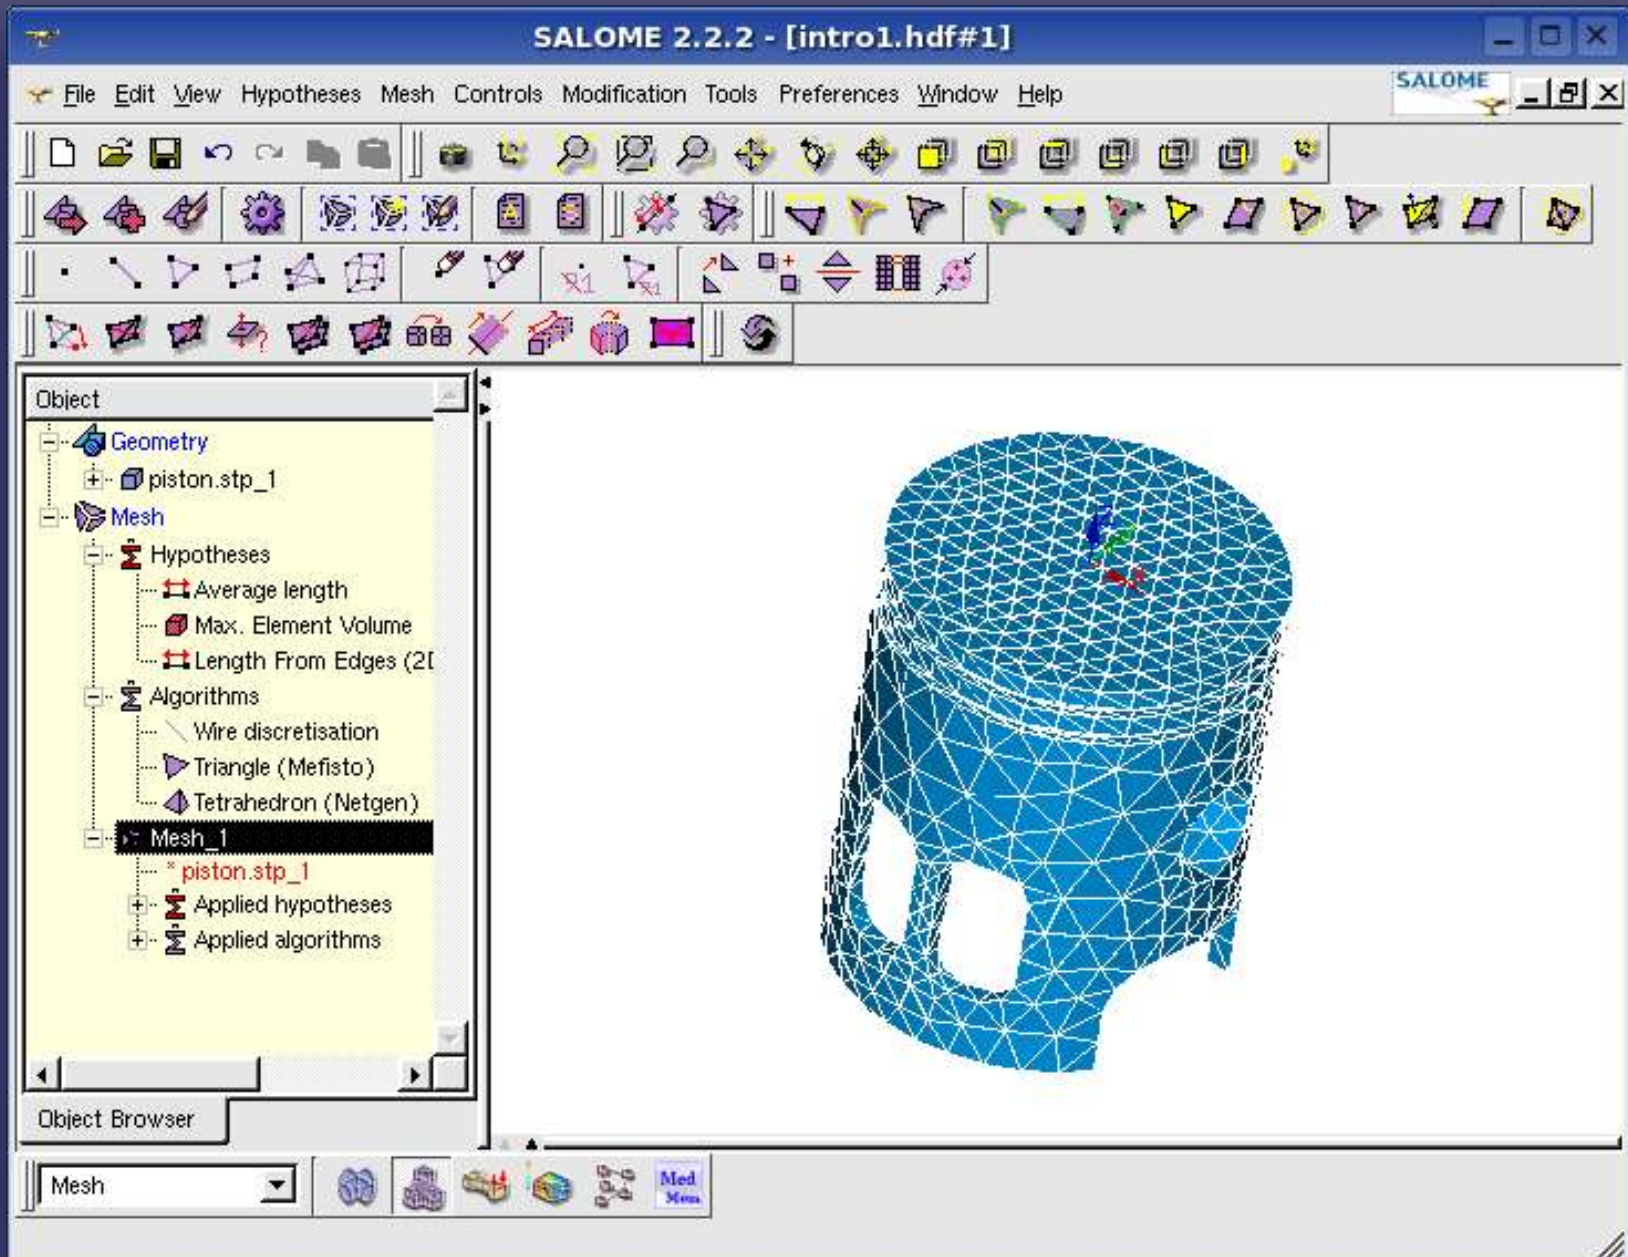 SALOME 2.2.2 - [intro1.hdf#1]
File Edit View Hypotheses Mesh Controls Modification Tools Preferences Window Help
SALOME
Object
Geometry
piston.stp_1
Mesh
Hypotheses
Average length
Max. Element Volume
Length From Edges (2D
Algorithms
Wire discretisation
Triangle (Mefisto)
Tetrahedron (Netgen)
Mesh_1
* piston.stp_1
Applied hypotheses
Applied algorithms
Object Browser
Mesh
Med
Mem